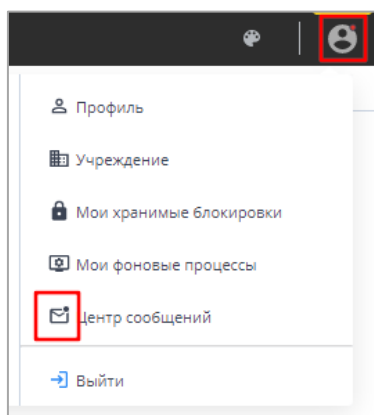 Профиль
Учреждение
Мои хранимые блокировки
Мои фоновые процессы
Центр сообщений
Выйти